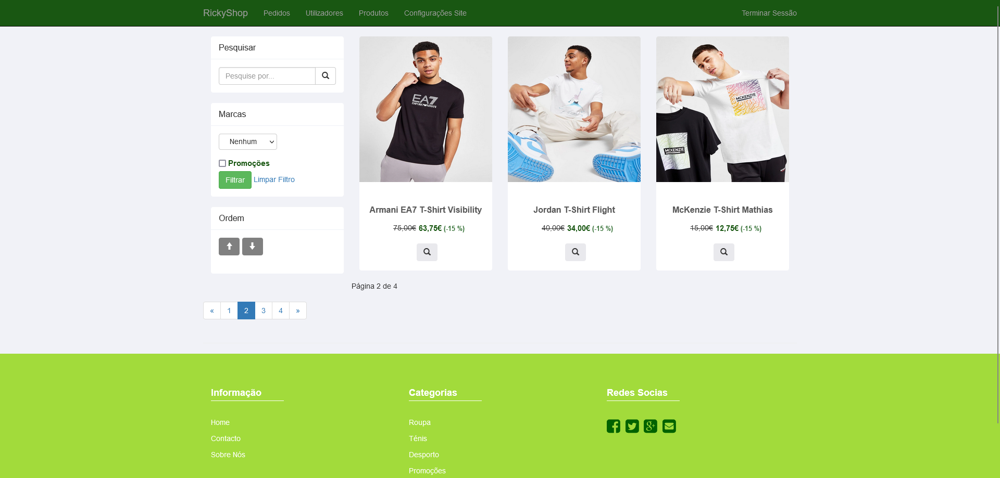 RickyShop Pedidos Utilizadores Produtos Configurações Site Terminar Sessão
Pesquisar
Pesquise por...
Marcas
Nenhum
Promoções
Filtrar Limpar Filtro
Ordem
EA7
EMPORIO ARMANI
MCKENZIE
MCKENZIE
Armani EA7 T-Shirt Visibility
75,00€ 63,75€ (-15 %)
Jordan T-Shirt Flight
40,00€ 34,00€ (-15 %)
McKenzie T-Shirt Mathias
15,00€ 12,75€ (-15 %)
Página 2 de 4
« 1 2 3 4 »
Informação
Home
Contacto
Sobre Nós
Categorias
Roupa
Ténis
Desporto
Promoções
Redes Socias